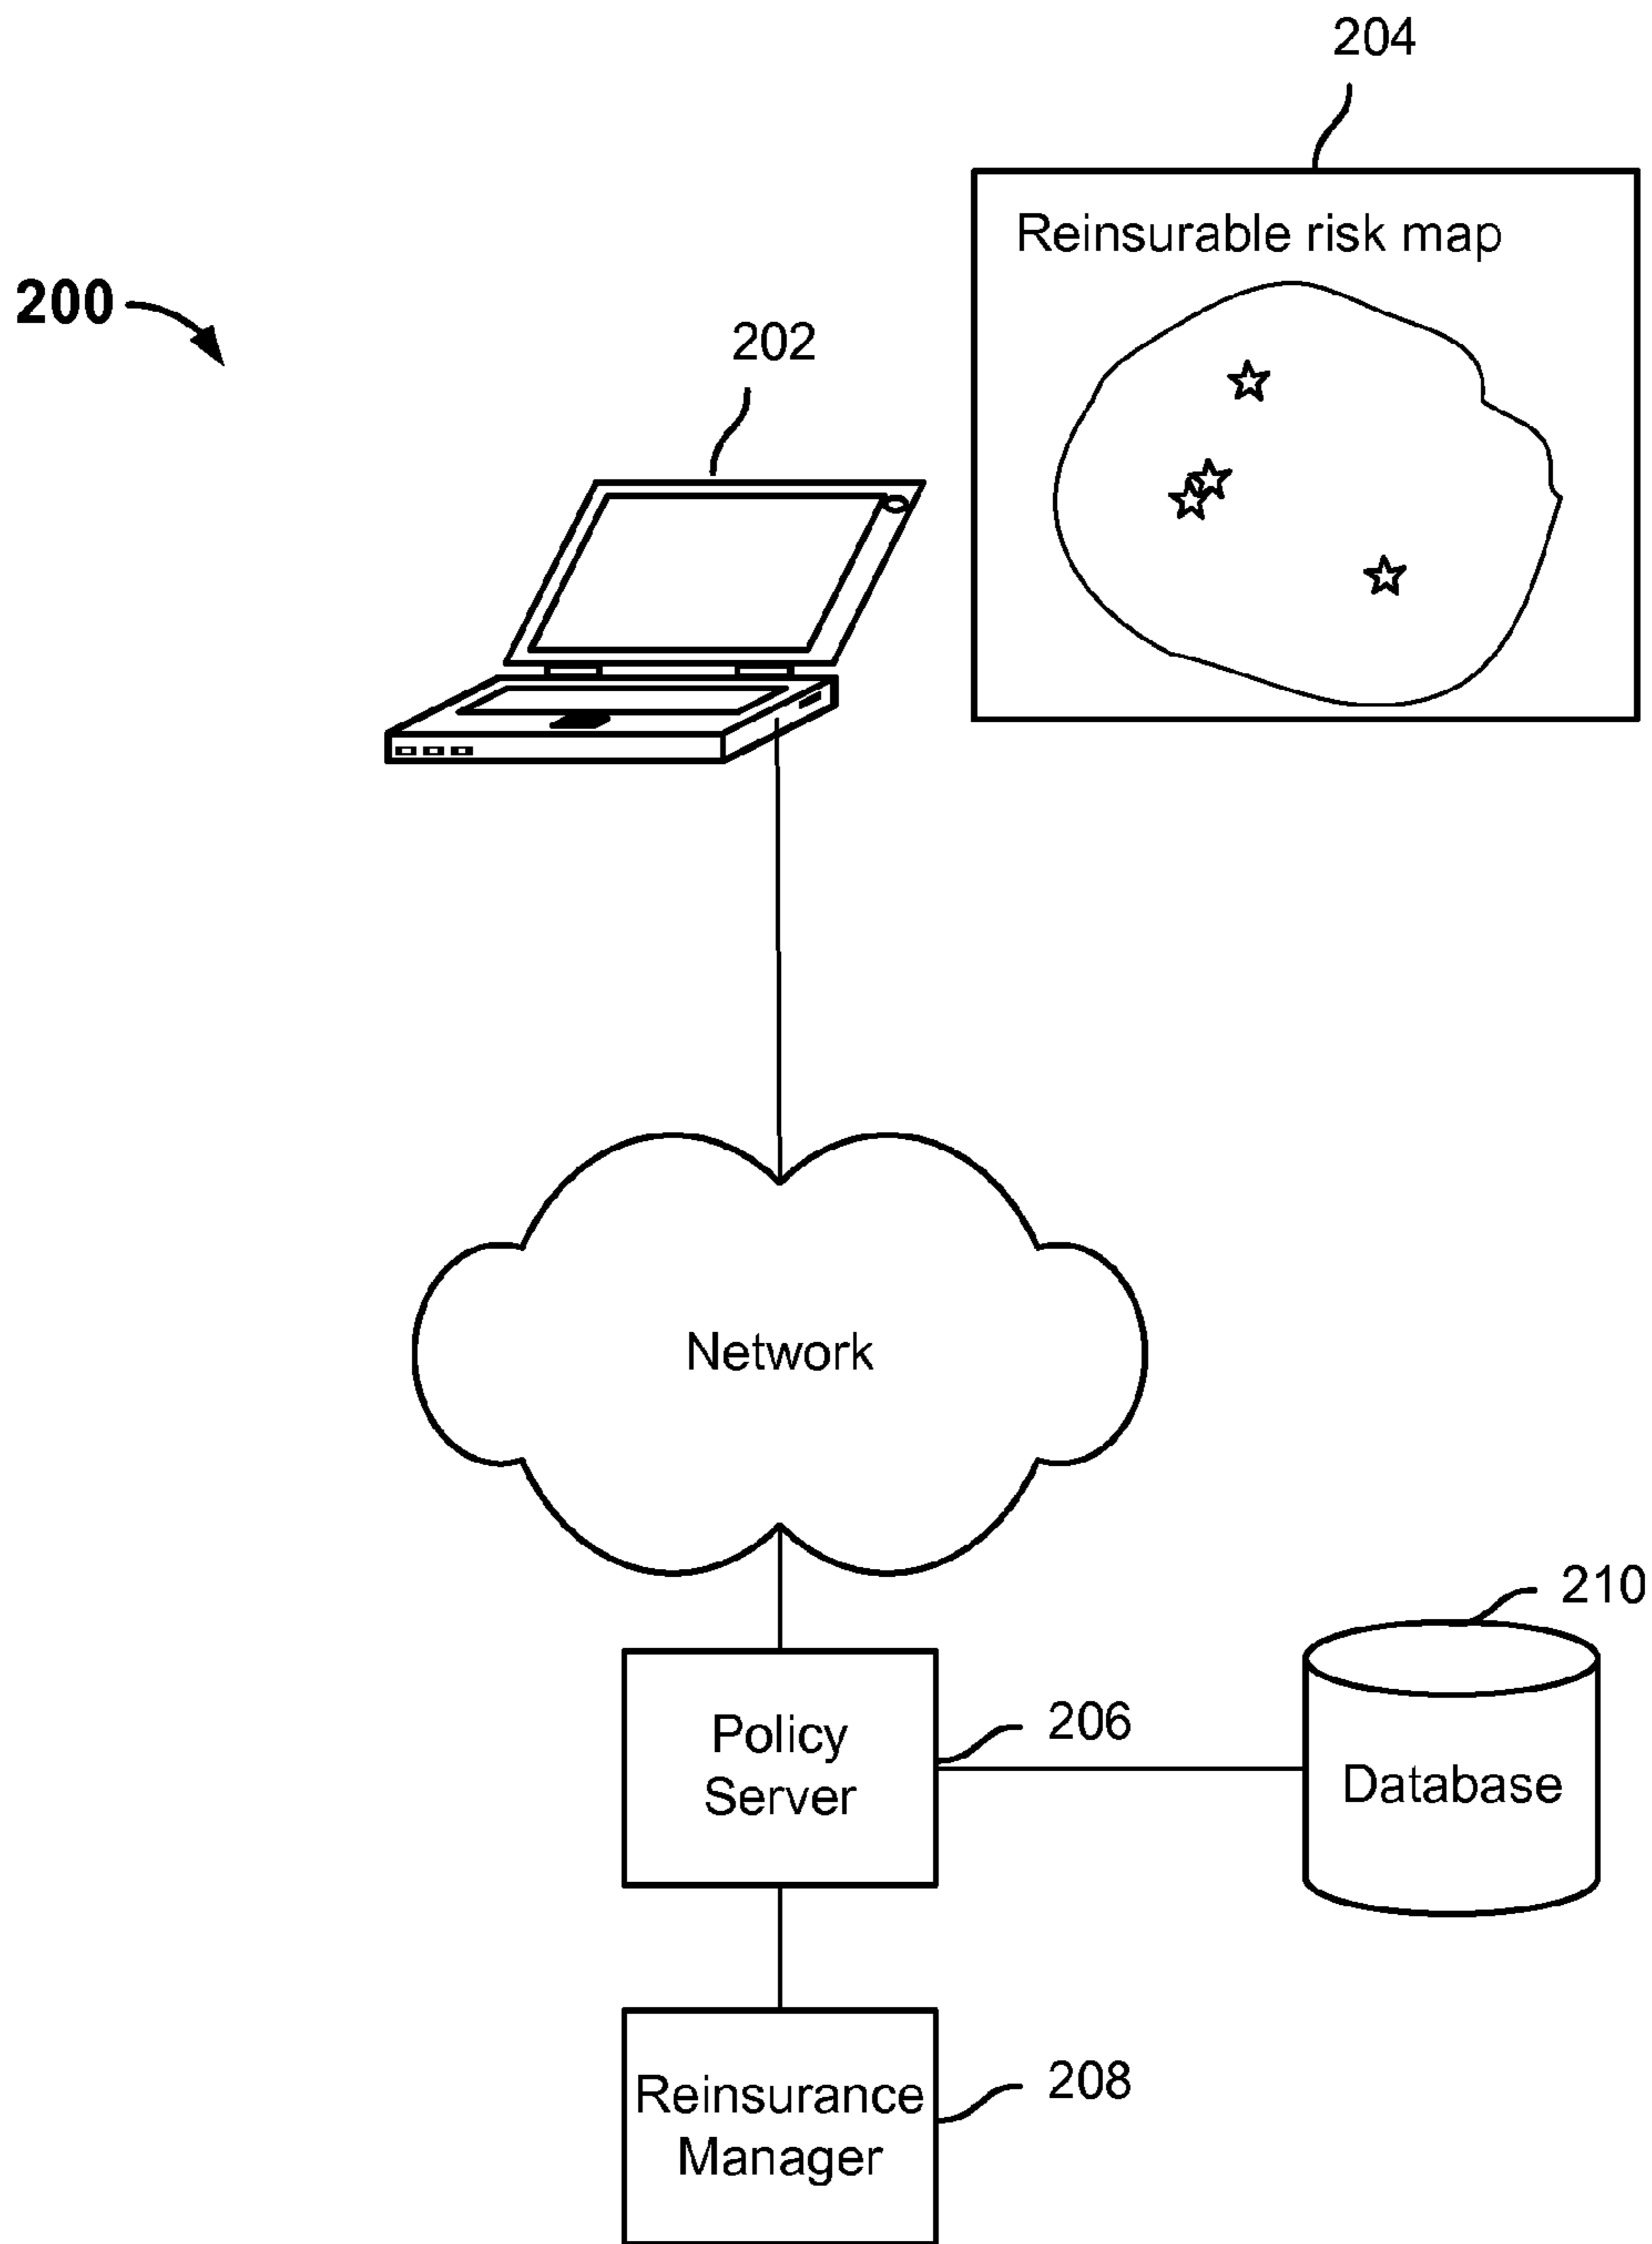 204
Reinsurable risk map
200
202
Network
210
Policy
Server
206
Database
Reinsurance
Manager
208